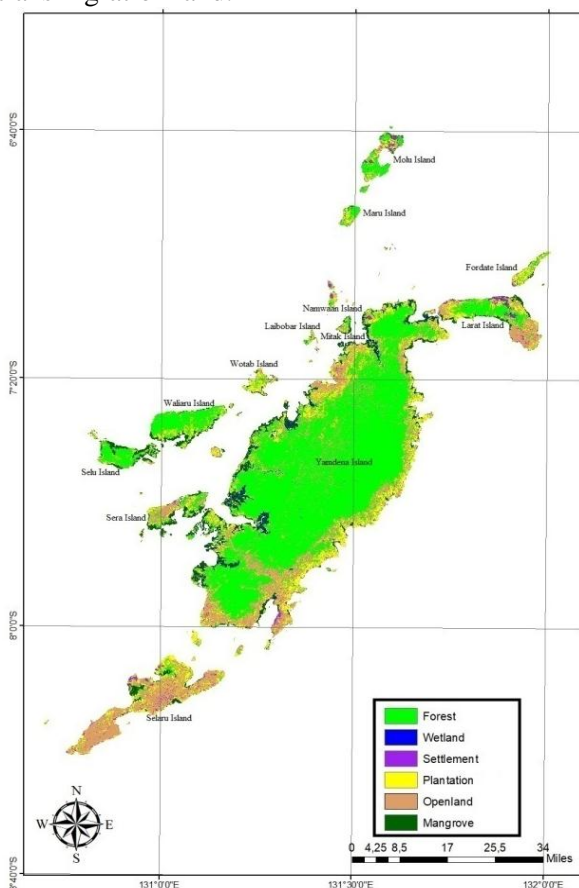 6°40'0"S
Molu Island
Maru Island
Fordate Island
Namwaan Island
Larat Island
Laibobar Island
Mitak Island
Wotab Island
7°20'0"S
Waliaru Island
Yamdena Island
Selu Island
Sera Island
8°0'0"S
Selaru Island
Forest
Wetland
Settlement
Plantation
Openland
Mangrove
N
W E
S
0 4,25 8,5 17 25,5 34
Miles
131°0'0"E 131°30'0"E 132°0'0"E